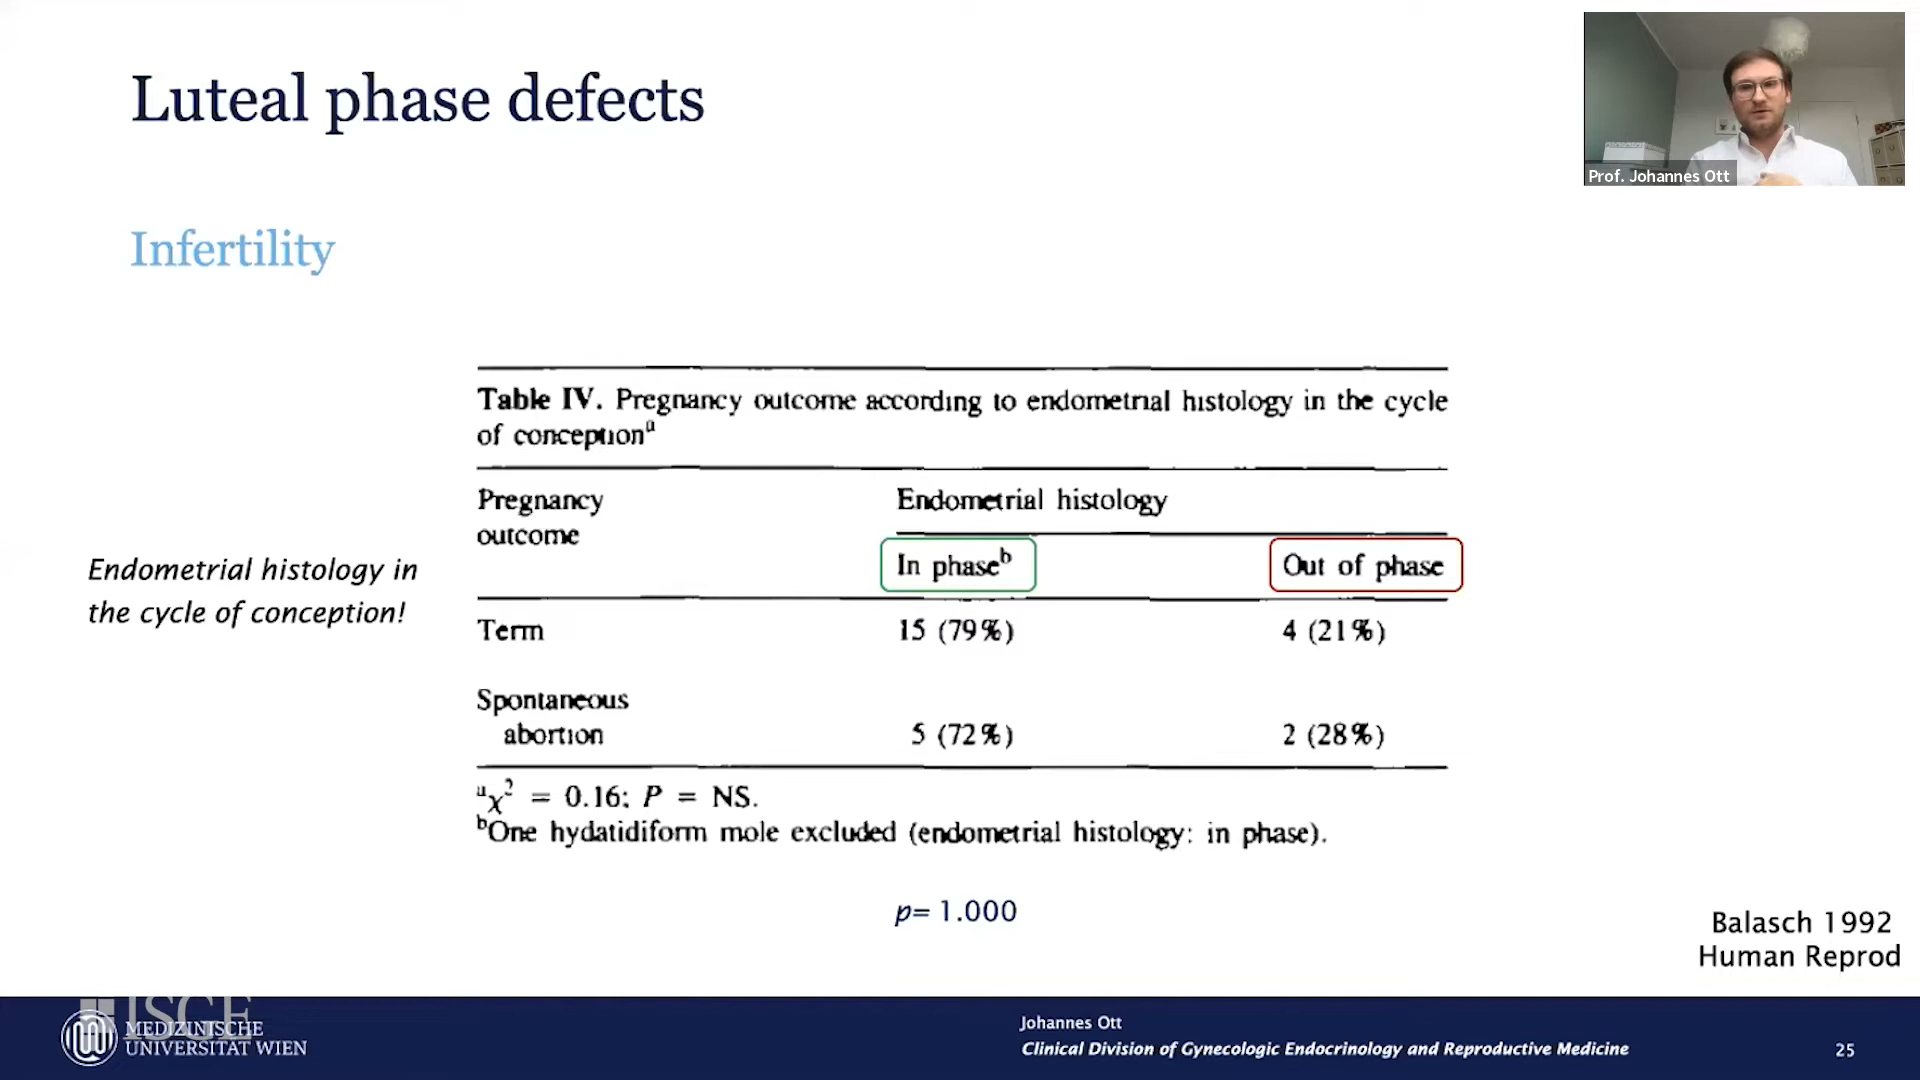 Luteal phase defects
Prof. Johannes Ott
Infertility
Table IV. Pregnancy outcome according to endometrial histology in the cycle
of conceptionᵃ
Pregnancy
outcome
Endometrial histology
In phaseᵇ
Out of phase
Endometrial histology in
the cycle of conception!
Term 15 (79%) 4 (21%)
Spontaneous
abortion 5 (72%) 2 (28%)
ᵃχ² = 0.16; P = NS.
ᵇOne hydatidiform mole excluded (endometrial histology: in phase).
p= 1.000
Balasch 1992
Human Reprod
ISGE
MEDIZINISCHE
UNIVERSITÄT WIEN
Johannes Ott
Clinical Division of Gynecologic Endocrinology and Reproductive Medicine
25